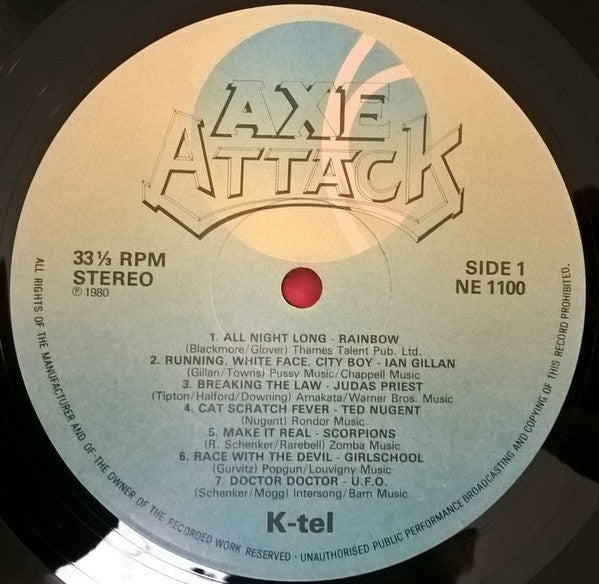 AXE
ATTACK
33 1/3 RPM
STEREO
℗ 1980
SIDE 1
NE 1100
1. ALL NIGHT LONG - RAINBOW
(Blackmore/Glover) Thames Talent Pub. Ltd.
2. RUNNING, WHITE FACE, CITY BOY - IAN GILLAN
(Gillan/Towns) Pussy Music/Chappell Music
3. BREAKING THE LAW - JUDAS PRIEST
(Tipton/Halford/Downing) Arnakata/Warner Bros. Music
4. CAT SCRATCH FEVER - TED NUGENT
(Nugent) Rondor Music
5. MAKE IT REAL - SCORPIONS
(R. Schenker/Rarebell) Zomba Music
6. RACE WITH THE DEVIL - GIRLSCHOOL
(Gurvitz) Popgun/Louvigny Music
7. DOCTOR DOCTOR - U.F.O.
(Schenker/Mogg) Intersong/Barn Music
K-tel
ALL RIGHTS OF THE MANUFACTURER AND OF THE OWNER OF THE RECORDED WORK RESERVED - UNAUTHORISED PUBLIC PERFORMANCE BROADCASTING AND COPYING OF THIS RECORD PROHIBITED.